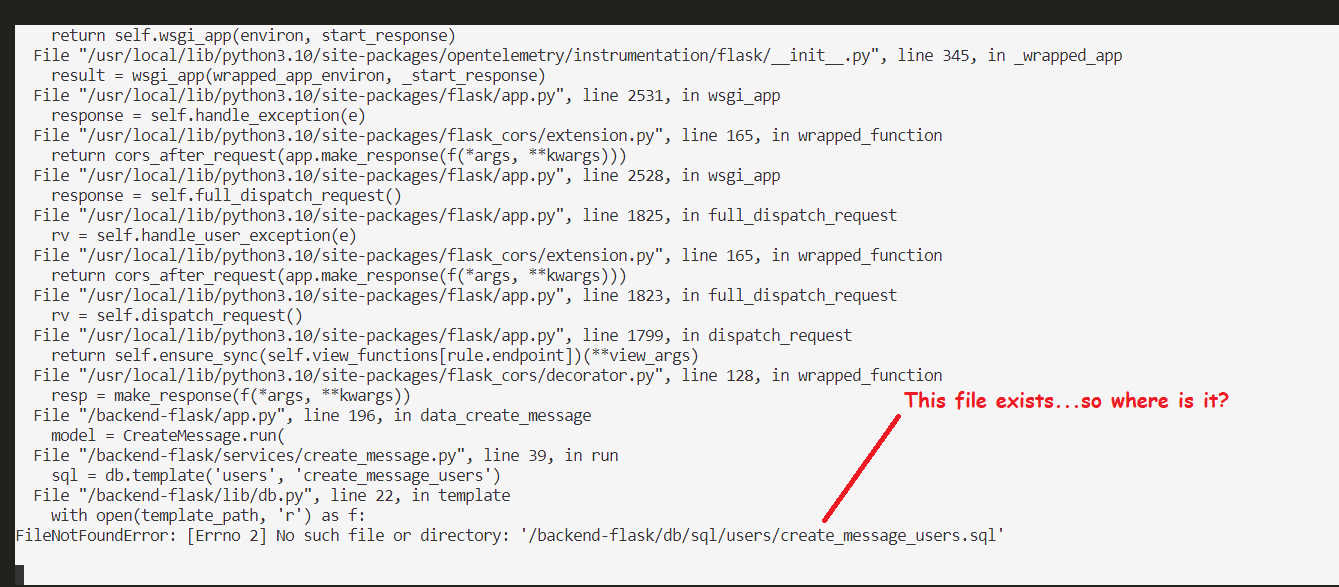 return self.wsgi_app(environ, start_response)
File "/usr/local/lib/python3.10/site-packages/opentelemetry/instrumentation/flask/__init__.py", line 345, in _wrapped_app
result = wsgi_app(wrapped_app_environ, _start_response)
File "/usr/local/lib/python3.10/site-packages/flask/app.py", line 2531, in wsgi_app
response = self.handle_exception(e)
File "/usr/local/lib/python3.10/site-packages/flask_cors/extension.py", line 165, in wrapped_function
return cors_after_request(app.make_response(f(*args, **kwargs)))
File "/usr/local/lib/python3.10/site-packages/flask/app.py", line 2528, in wsgi_app
response = self.full_dispatch_request()
File "/usr/local/lib/python3.10/site-packages/flask/app.py", line 1825, in full_dispatch_request
rv = self.handle_user_exception(e)
File "/usr/local/lib/python3.10/site-packages/flask_cors/extension.py", line 165, in wrapped_function
return cors_after_request(app.make_response(f(*args, **kwargs)))
File "/usr/local/lib/python3.10/site-packages/flask/app.py", line 1823, in full_dispatch_request
rv = self.dispatch_request()
File "/usr/local/lib/python3.10/site-packages/flask/app.py", line 1799, in dispatch_request
return self.ensure_sync(self.view_functions[rule.endpoint])(**view_args)
File "/usr/local/lib/python3.10/site-packages/flask_cors/decorator.py", line 128, in wrapped_function
resp = make_response(f(*args, **kwargs))
This file exists...so where is it?
File "/backend-flask/app.py", line 196, in data_create_message
model = CreateMessage.run(
File "/backend-flask/services/create_message.py", line 39, in run
sql = db.template('users', 'create_message_users')
File "/backend-flask/lib/db.py", line 22, in template
with open(template_path, 'r') as f:
FileNotFoundError: [Errno 2] No such file or directory: '/backend-flask/db/sql/users/create_message_users.sql'